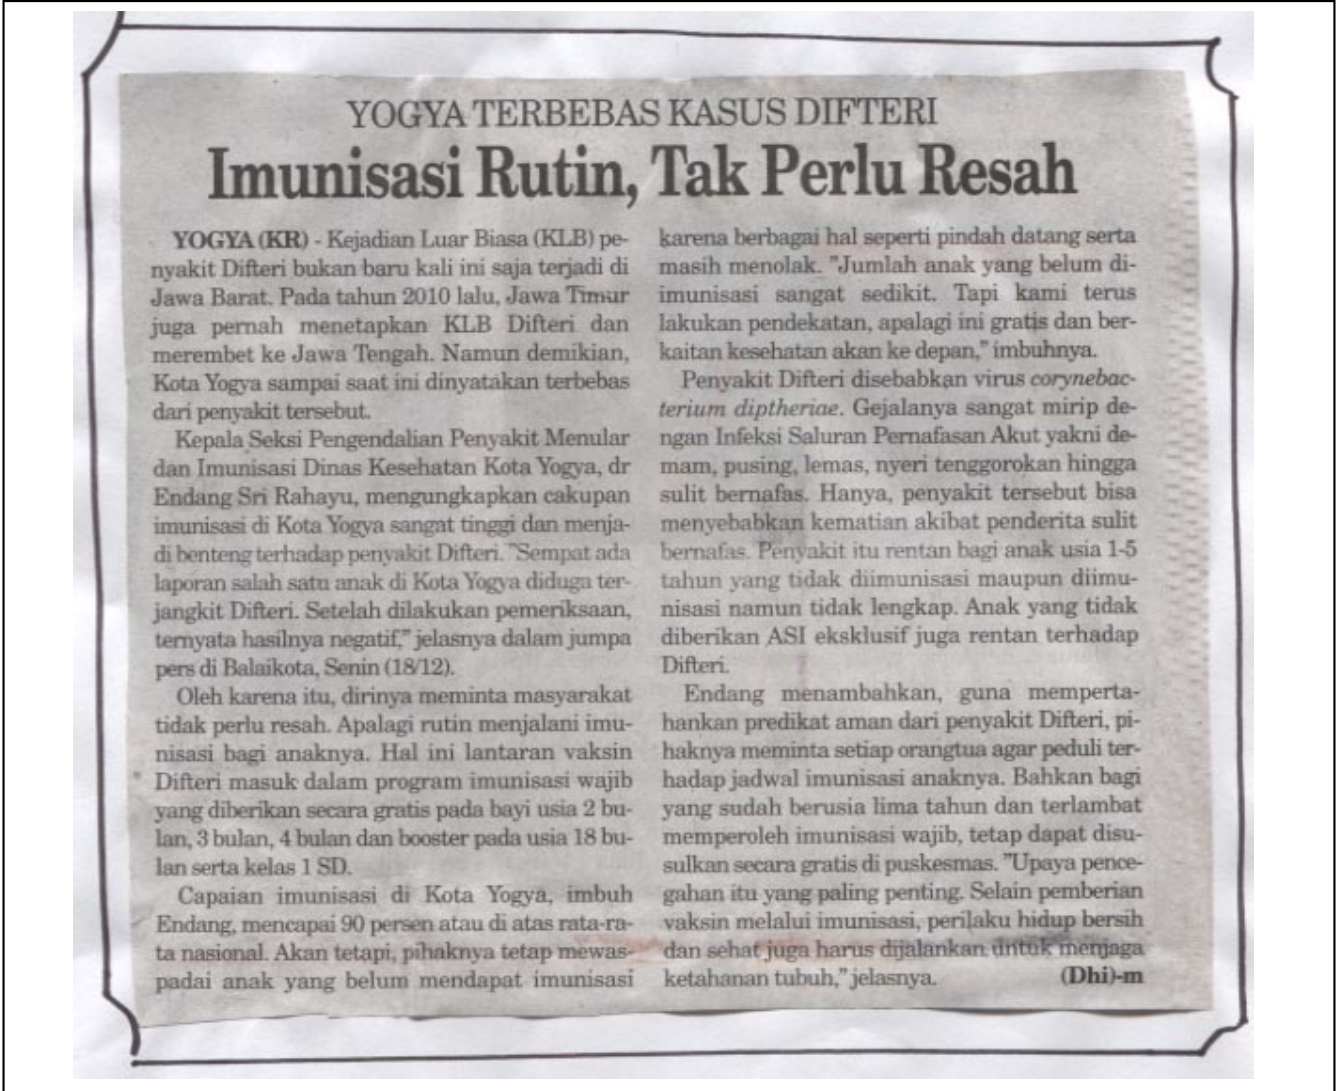 YOGYA TERBEBAS KASUS DIFTERI
Imunisasi Rutin, Tak Perlu Resah
YOGYA (KR) - Kejadian Luar Biasa (KLB) pe-
nyakit Difteri bukan baru kali ini saja terjadi di
Jawa Barat. Pada tahun 2010 lalu, Jawa Timur
juga pernah menetapkan KLB Difteri dan
merembet ke Jawa Tengah. Namun demikian,
Kota Yogya sampai saat ini dinyatakan terbebas
dari penyakit tersebut.
Kepala Seksi Pengendalian Penyakit Menular
dan Imunisasi Dinas Kesehatan Kota Yogya, dr
Endang Sri Rahayu, mengungkapkan cakupan
imunisasi di Kota Yogya sangat tinggi dan menja-
di benteng terhadap penyakit Difteri. "Sempat ada
laporan salah satu anak di Kota Yogya diduga ter-
jangkit Difteri. Setelah dilakukan pemeriksaan,
ternyata hasilnya negatif," jelasnya dalam jumpa
pers di Balaikota, Senin (18/12).
Oleh karena itu, dirinya meminta masyarakat
tidak perlu resah. Apalagi rutin menjalani imu-
nisasi bagi anaknya. Hal ini lantaran vaksin
Difteri masuk dalam program imunisasi wajib
yang diberikan secara gratis pada bayi usia 2 bu-
lan, 3 bulan, 4 bulan dan booster pada usia 18 bu-
lan serta kelas 1 SD.
Capaian imunisasi di Kota Yogya, imbuh
Endang, mencapai 90 persen atau di atas rata-ra-
ta nasional. Akan tetapi, pihaknya tetap mewas-
padai anak yang belum mendapat imunisasi
karena berbagai hal seperti pindah datang serta
masih menolak. "Jumlah anak yang belum di-
imunisasi sangat sedikit. Tapi kami terus
lakukan pendekatan, apalagi ini gratis dan ber-
kaitan kesehatan akan ke depan," imbuhnya.
Penyakit Difteri disebabkan virus corynebac-
terium diptheriae. Gejalanya sangat mirip de-
ngan Infeksi Saluran Pernafasan Akut yakni de-
mam, pusing, lemas, nyeri tenggorokan hingga
sulit bernafas. Hanya, penyakit tersebut bisa
menyebabkan kematian akibat penderita sulit
bernafas. Penyakit itu rentan bagi anak usia 1-5
tahun yang tidak diimunisasi maupun diimu-
nisasi namun tidak lengkap. Anak yang tidak
diberikan ASI eksklusif juga rentan terhadap
Difteri.
Endang menambahkan, guna memperta-
hankan predikat aman dari penyakit Difteri, pi-
haknya meminta setiap orangtua agar peduli ter-
hadap jadwal imunisasi anaknya. Bahkan bagi
yang sudah berusia lima tahun dan terlambat
memperoleh imunisasi wajib, tetap dapat disu-
sulkan secara gratis di puskesmas. "Upaya pence-
gahan itu yang paling penting. Selain pemberian
vaksin melalui imunisasi, perilaku hidup bersih
dan sehat juga harus dijalankan untuk menjaga
ketahanan tubuh," jelasnya. (Dhi)-m